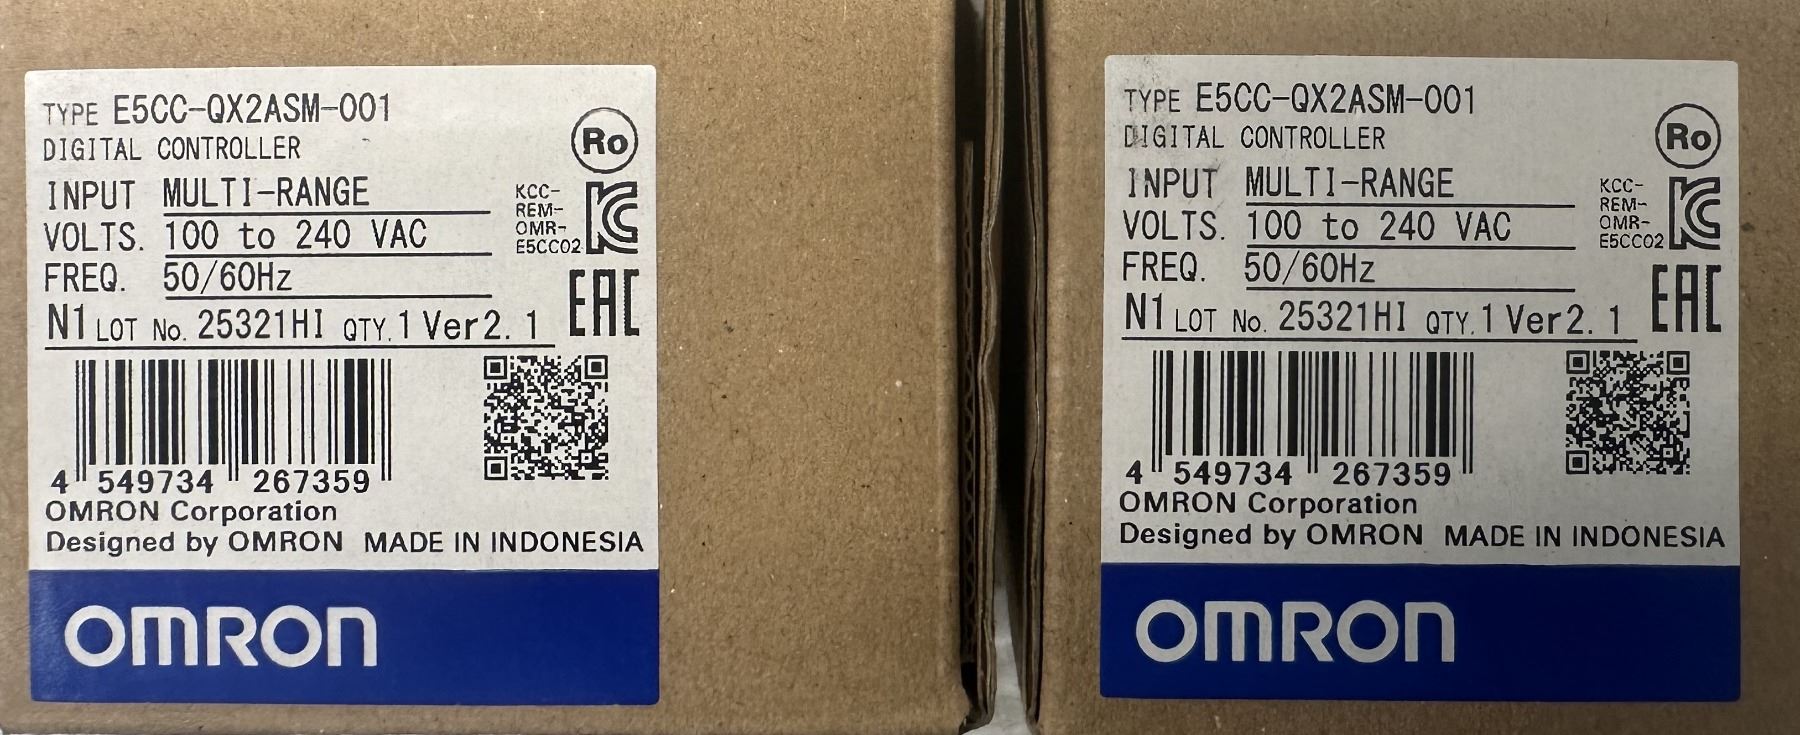 TYPE E5CC-QX2ASM-001
DIGITAL CONTROLLER
Ro
INPUT MULTI-RANGE
VOLTS. 100 to 240 VAC
FREQ. 50/60Hz
KCC-
REM-
OMR-
E5CC02
KC
EAC
N1 LOT No. 25321HI QTY. 1 Ver2. 1
4 549734 267359
OMRON Corporation
Designed by OMRON MADE IN INDONESIA
OMRON
TYPE E5CC-QX2ASM-001
DIGITAL CONTROLLER
Ro
INPUT MULTI-RANGE
VOLTS. 100 to 240 VAC
FREQ. 50/60Hz
KCC-
REM-
OMR-
E5CC02
KC
EAC
N1 LOT No. 25321HI QTY. 1 Ver2. 1
4 549734 267359
OMRON Corporation
Designed by OMRON MADE IN INDONESIA
OMRON